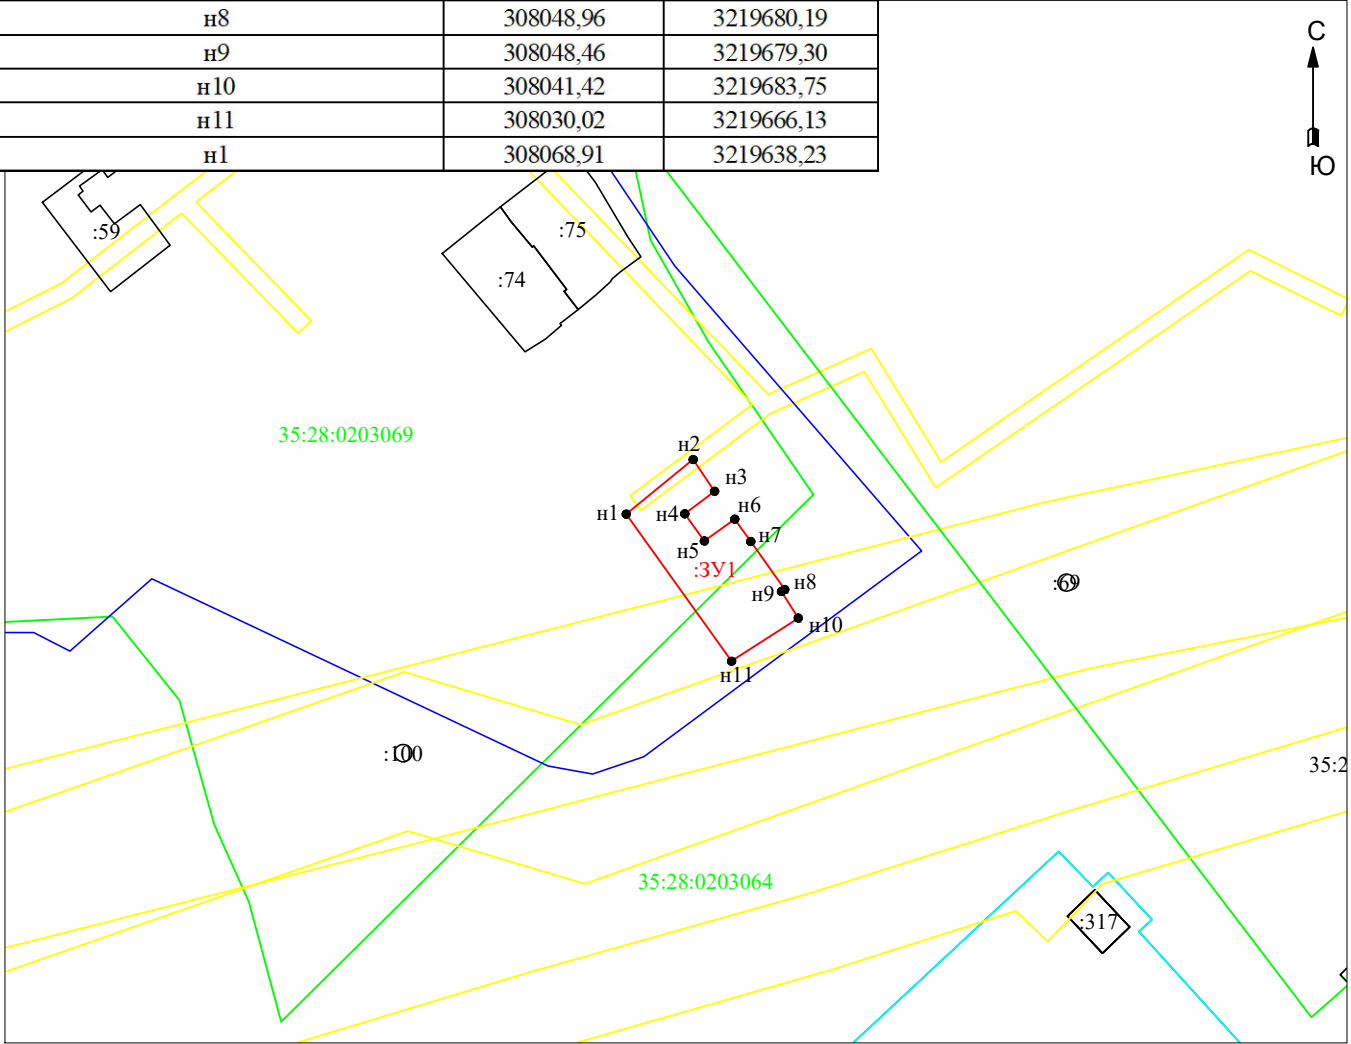 н8 308048,96 3219680,19
н9 308048,46 3219679,30
н10 308041,42 3219683,75
н11 308030,02 3219666,13
н1 308068,91 3219638,23
С
Ю
:59
:75
:74
35:28:0203069
н2
н3
н1
н4
н6
н5
н7
:ЗУ1
н8
н9
н10
н11
:69
:100
35:2
35:28:0203064
:317